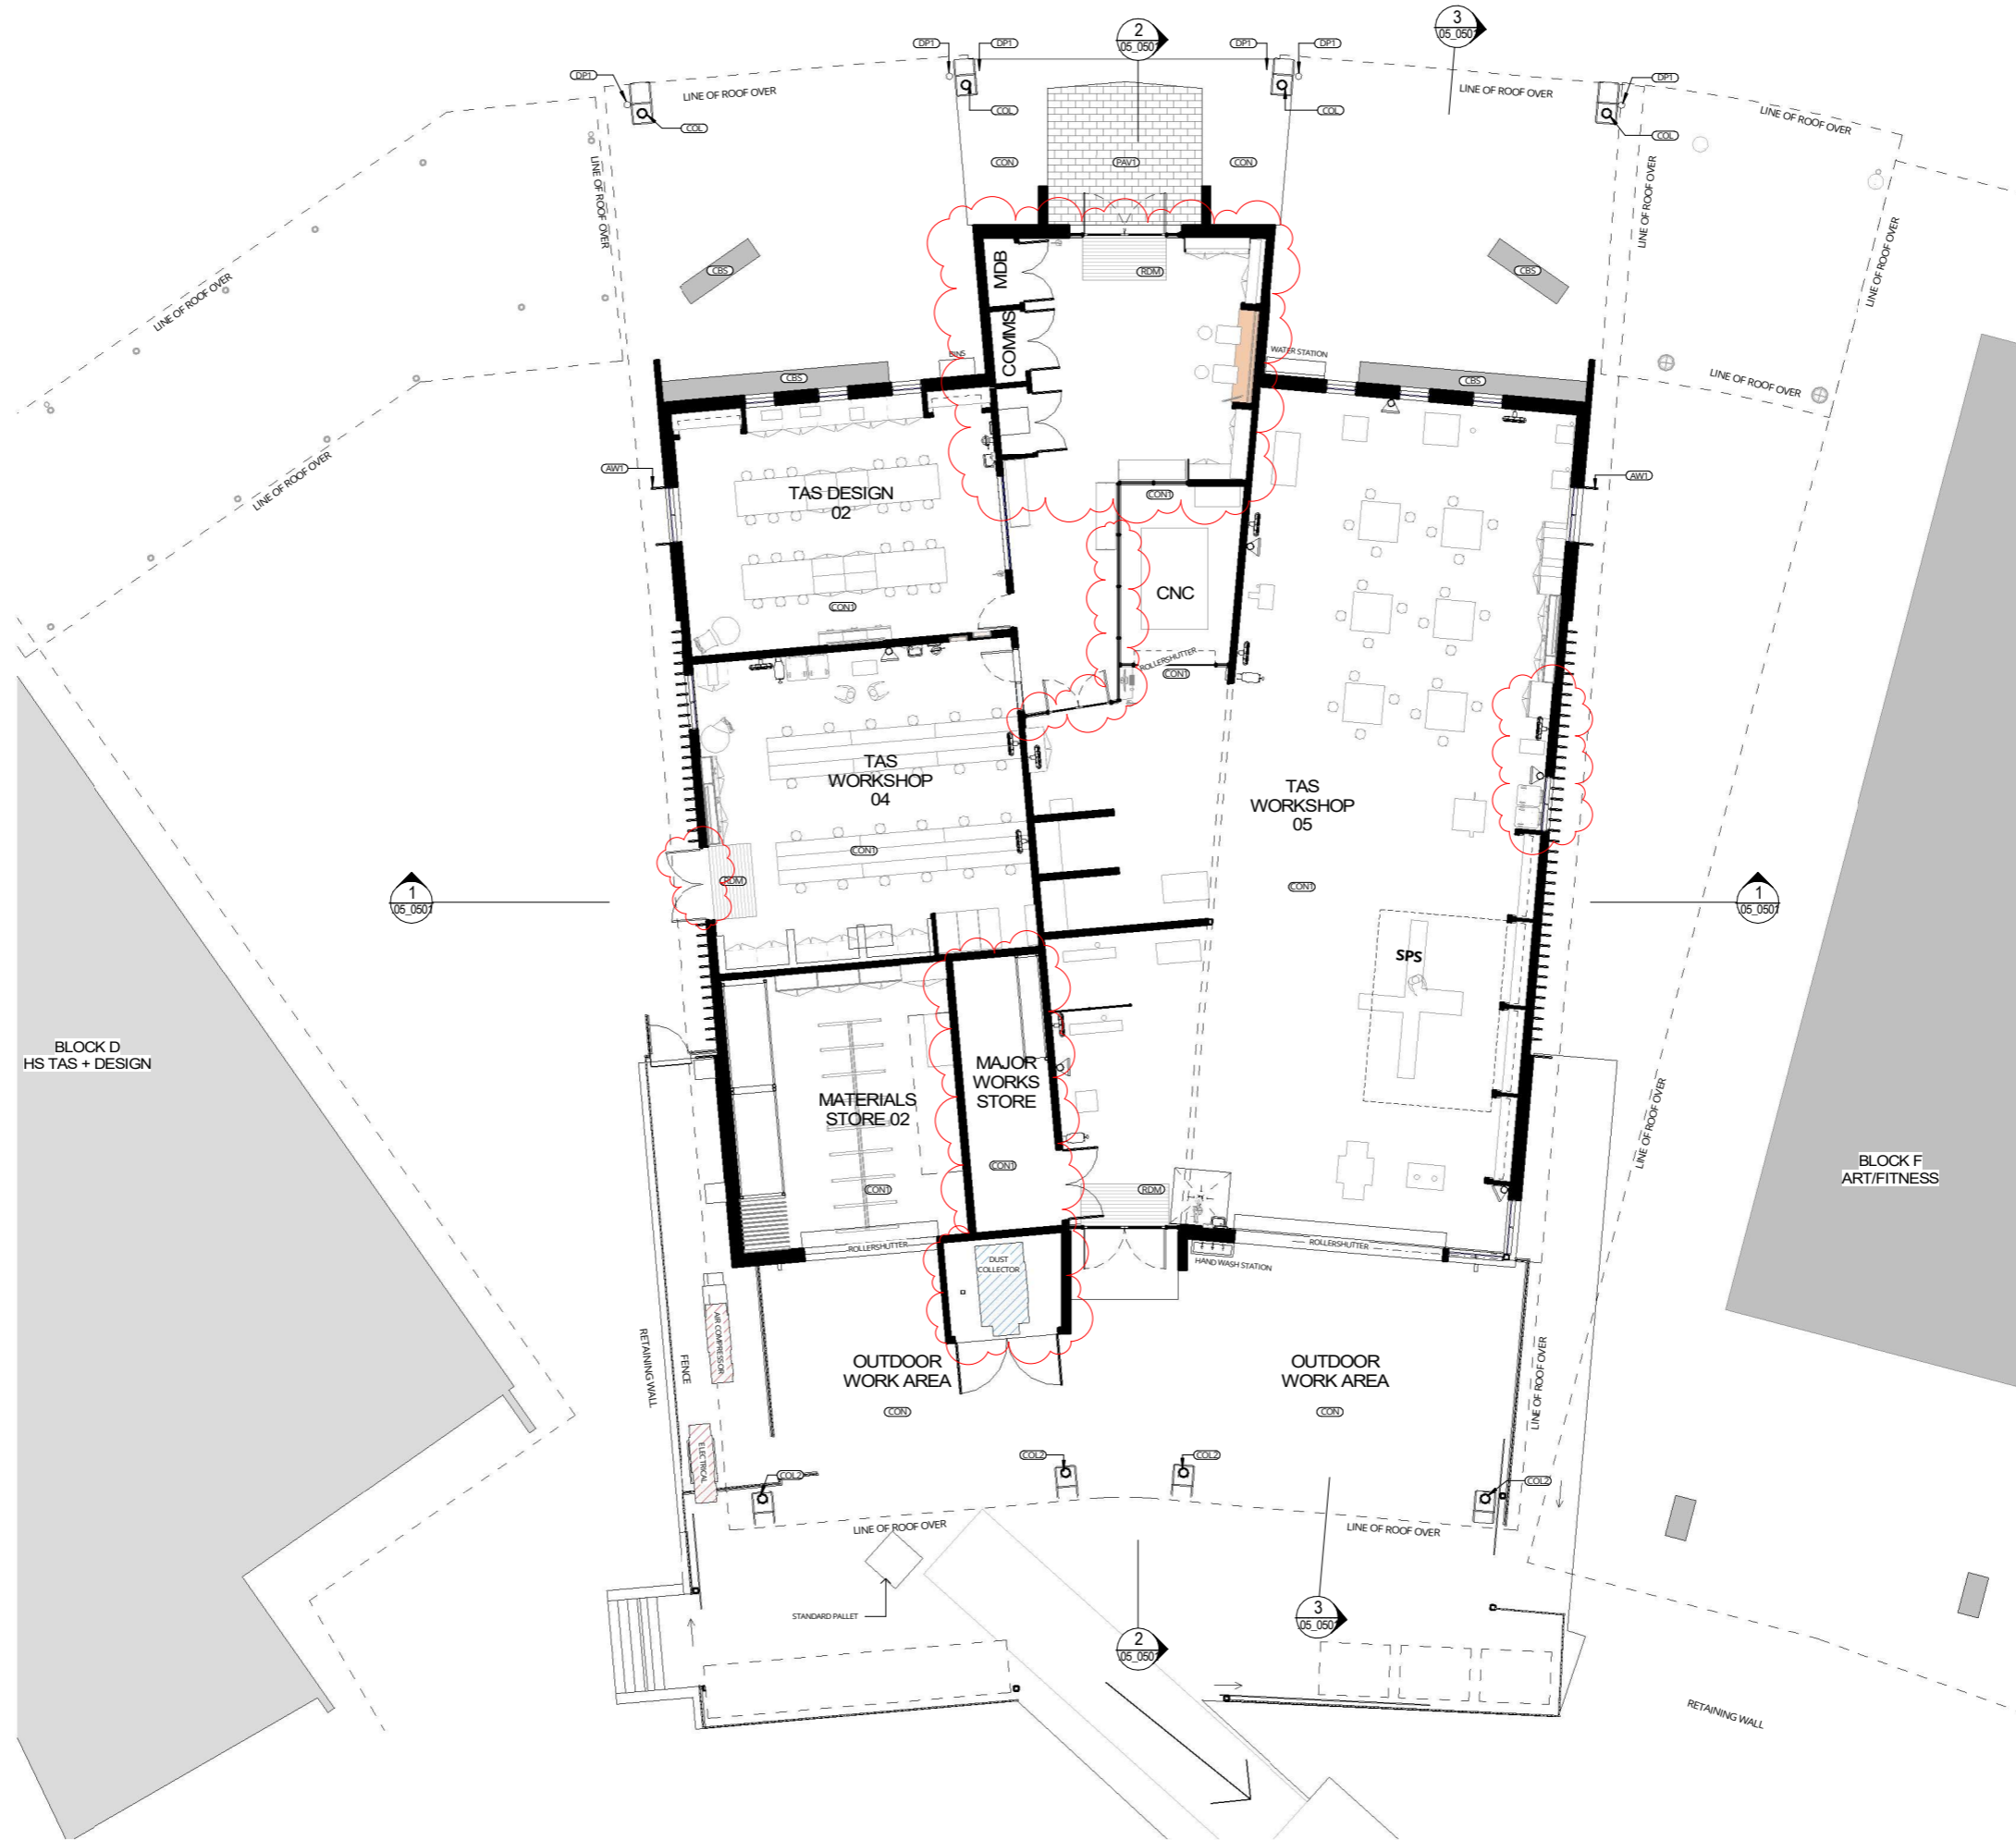 2
05_0501
3
05_0501
DP1
DP1
DP1
DP1
DP1
DP1
COL
COL
COL
COL
LINE OF ROOF OVER
LINE OF ROOF OVER
LINE OF ROOF OVER
LINE OF ROOF OVER
LINE OF ROOF OVER
LINE OF ROOF OVER
LINE OF ROOF OVER
LINE OF ROOF OVER
LINE OF ROOF OVER
LINE OF ROOF OVER
LINE OF ROOF OVER
CON
PAV1
CON
CBS
CBS
MDB
RDM
COMMS
BINS
WATER STATION
CBS
CBS
AW1
AW1
TAS DESIGN
02
CON1
CON1
CNC
ROLLERSHUTTER
CON1
TAS
WORKSHOP
04
CON1
RDM
TAS
WORKSHOP
05
CON1
1
05_0501
1
05_0501
SPS
BLOCK D
HS TAS + DESIGN
MATERIALS
STORE 02
CON1
MAJOR
WORKS
STORE
CON1
RDM
BLOCK F
ART/FITNESS
ROLLERSHUTTER
DUST
COLLECTOR
HAND WASH STATION
ROLLERSHUTTER
AIR COMPRESSOR
ELECTRICAL
RETAINING WALL
FENCE
OUTDOOR
WORK AREA
CON
OUTDOOR
WORK AREA
CON
LINE OF ROOF OVER
LINE OF ROOF OVER
COL2
COL2
COL2
COL2
LINE OF ROOF OVER
LINE OF ROOF OVER
STANDARD PALLET
2
05_0501
3
05_0501
RETAINING WALL